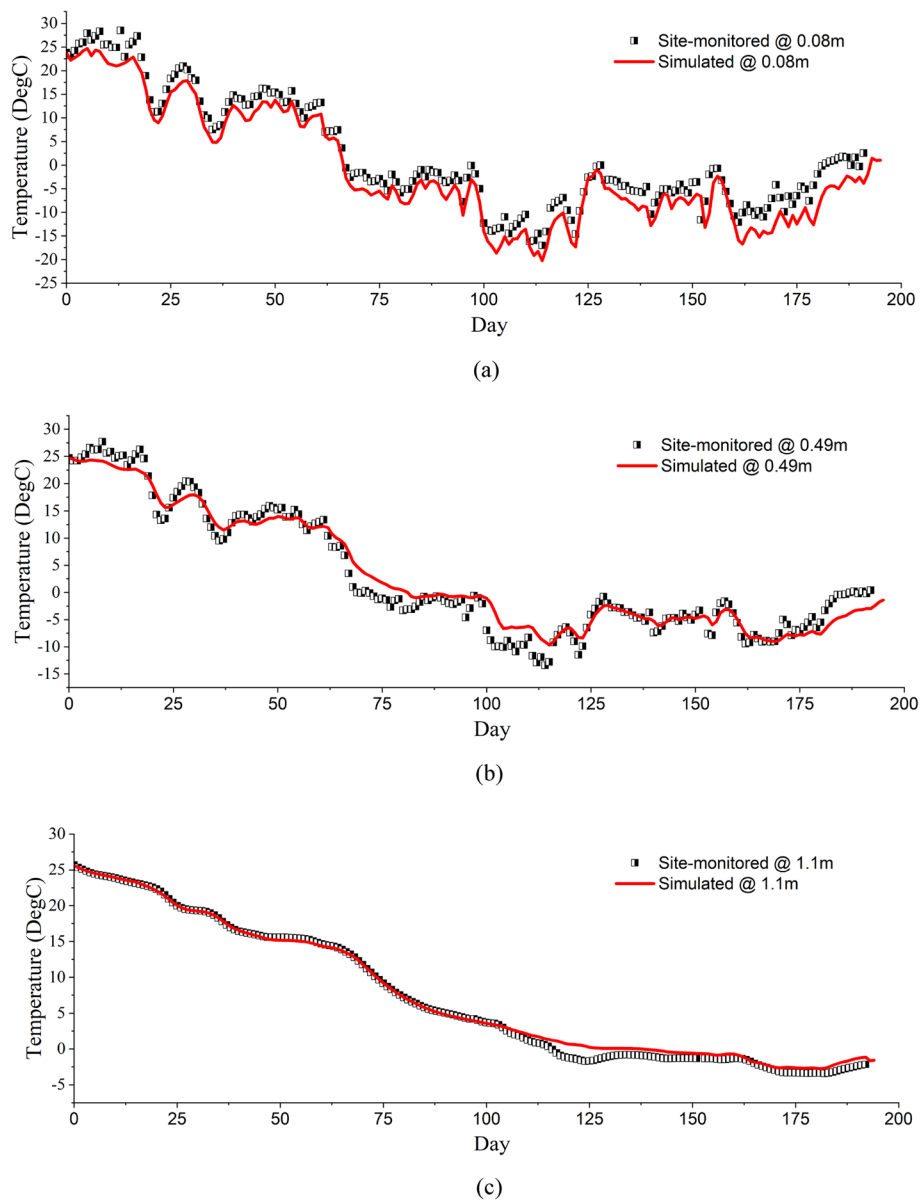 30
25
20
15
10
5
0
-5
-10
-15
-20
-25
Temperature (DegC)
Site-monitored @ 0.08m
Simulated @ 0.08m
0 25 50 75 100 125 150 175 200
Day
(a)
30
25
20
15
10
5
0
-5
-10
-15
Temperature (DegC)
Site-monitored @ 0.49m
Simulated @ 0.49m
0 25 50 75 100 125 150 175 200
Day
(b)
30
25
20
15
10
5
0
-5
Temperature (DegC)
Site-monitored @ 1.1m
Simulated @ 1.1m
0 25 50 75 100 125 150 175 200
Day
(c)